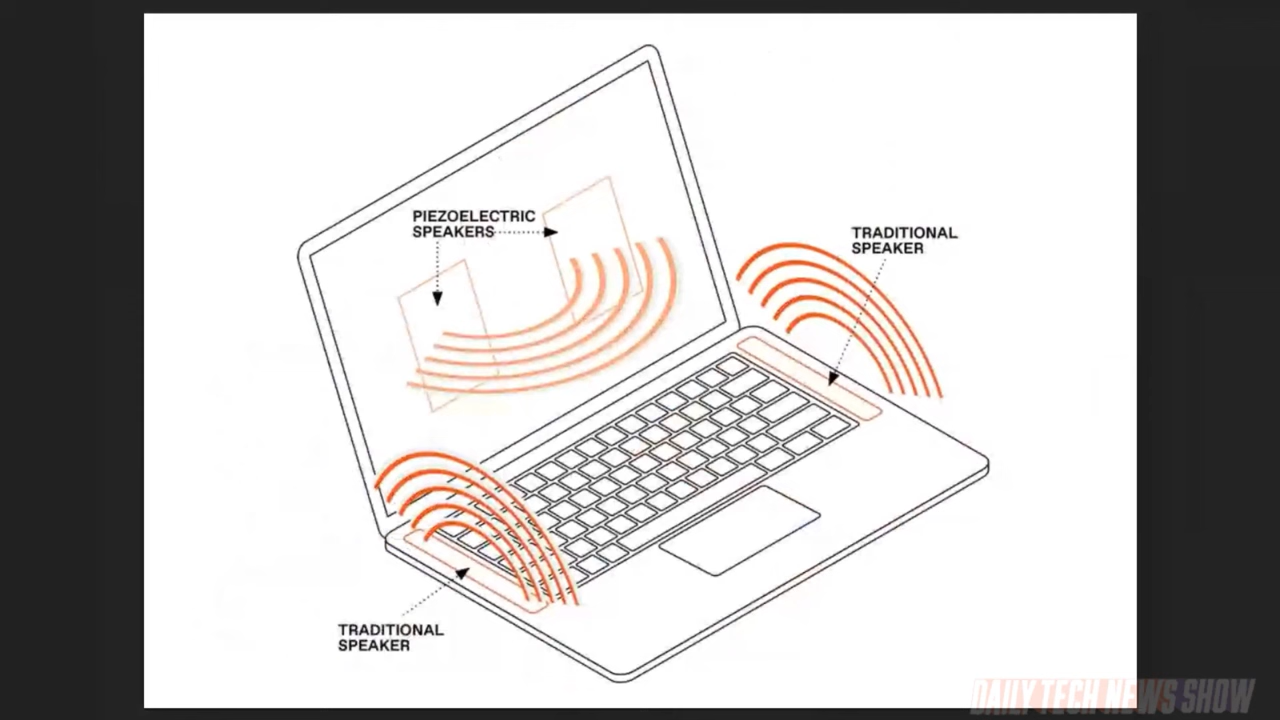 PIEZOELECTRIC
SPEAKERS
TRADITIONAL
SPEAKER
TRADITIONAL
SPEAKER
DAILY TECH NEWS SHOW